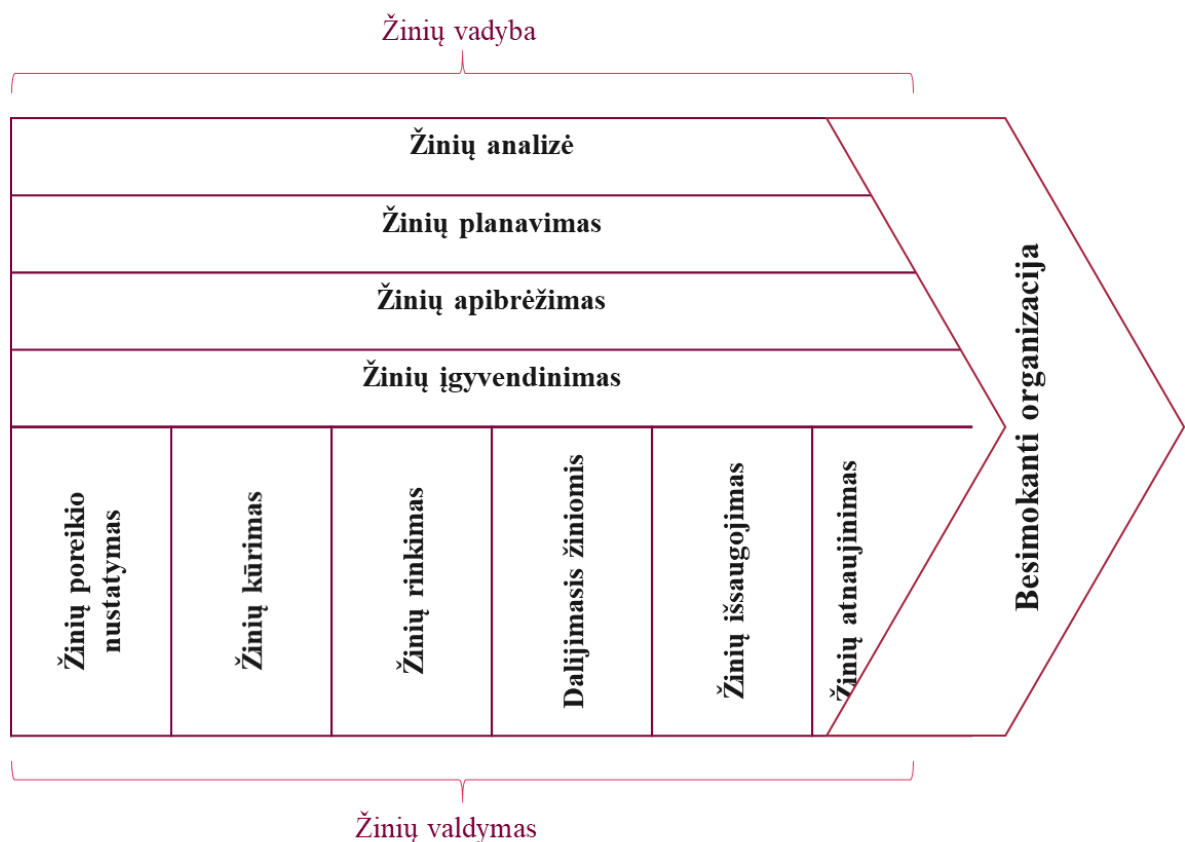 Žinių vadyba
Žinių analizė
Žinių planavimas
Žinių apibrėžimas
Žinių įgyvendinimas
Žinių poreikio
nustatymas
Žinių kūrimas
Žinių rinkimas
Dalijimasis žiniomis
Žinių išsaugojimas
Žinių atnaujinimas
Besimokanti organizacija
Žinių valdymas